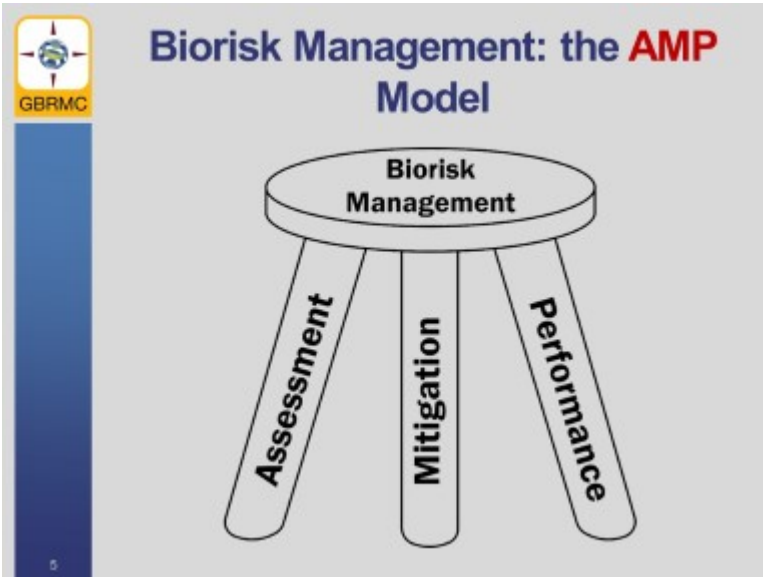 GBRMC
Biorisk Management: the AMP
Model
Biorisk
Management
Assessment
Mitigation
Performance
5